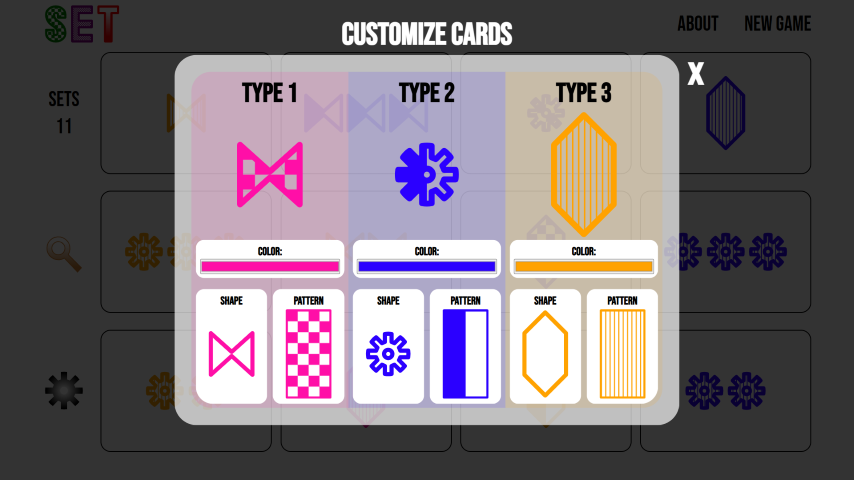 SET
ABOUT
NEW GAME
CUSTOMIZE CARDS
X
SETS
11
TYPE 1
TYPE 2
TYPE 3
COLOR:
COLOR:
COLOR:
SHAPE
PATTERN
SHAPE
PATTERN
SHAPE
PATTERN